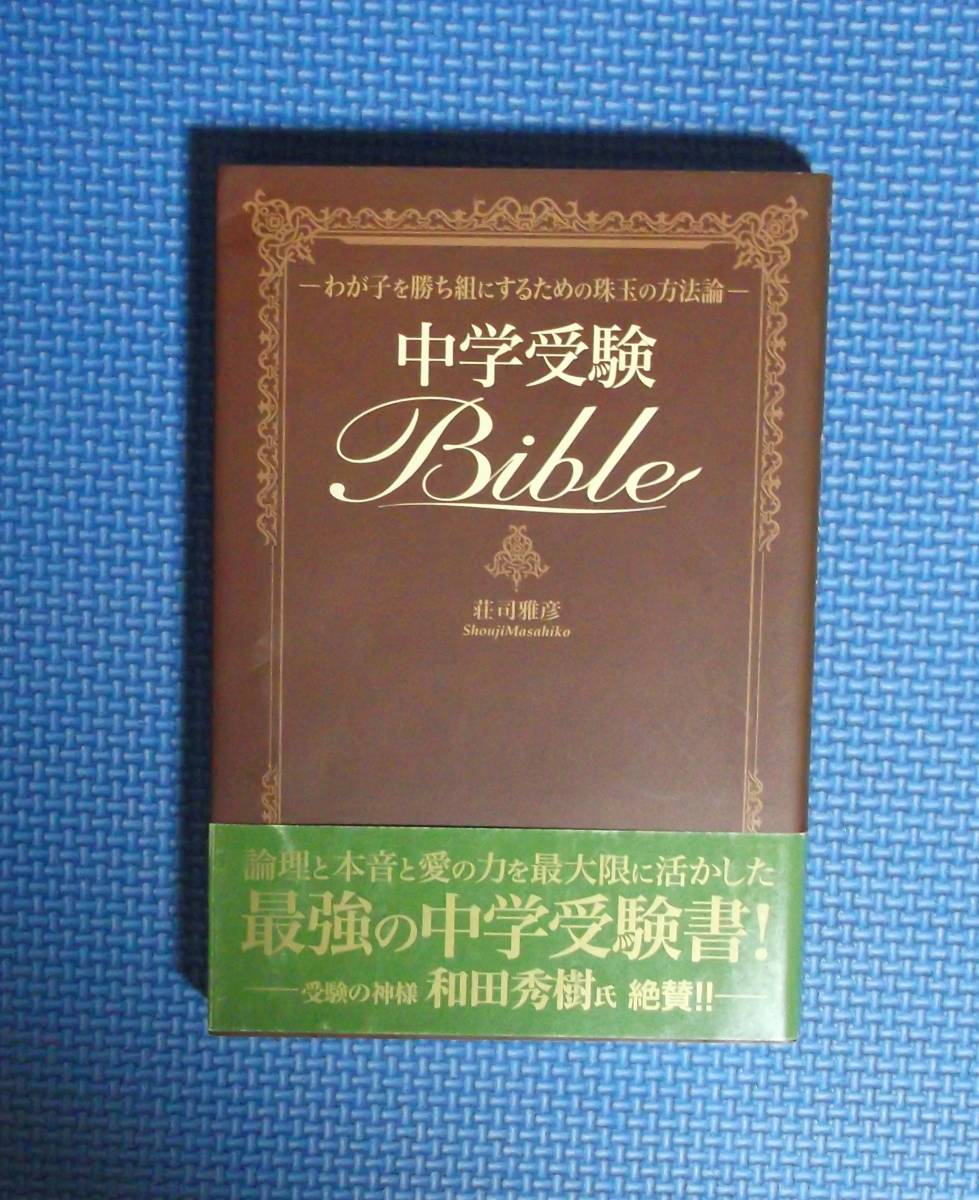 ―わが子を勝ち組にするための珠玉の方法論―
中学受験
Bible
荘司雅彦
ShoujiMasahiko
論理と本音と愛の力を最大限に活かした
最強の中学受験書!
―受験の神様 和田秀樹氏 絶賛!!―